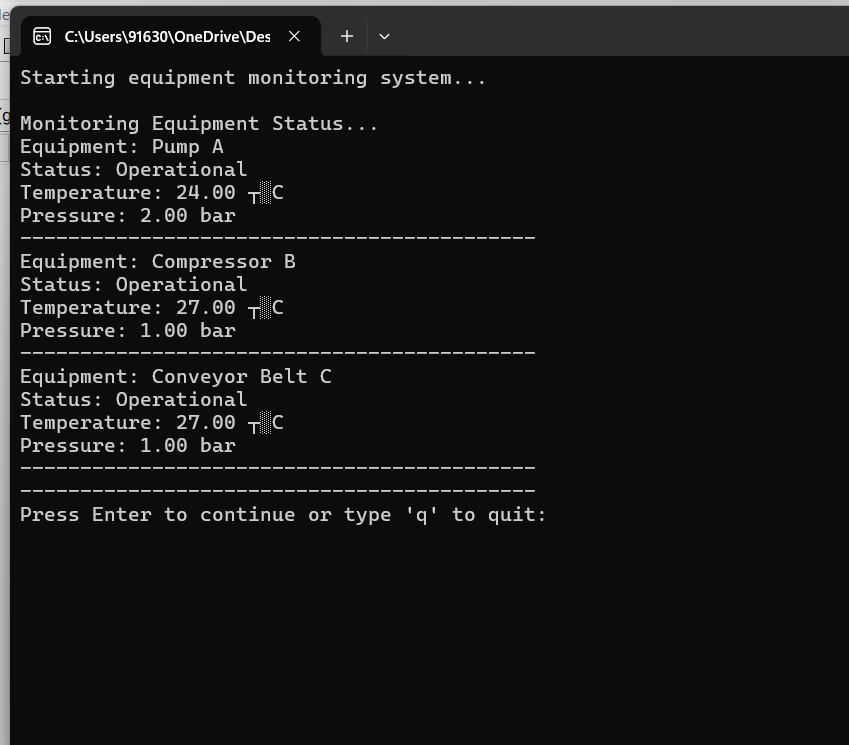 C:\Users\91630\OneDrive\Des
Starting equipment monitoring system...
Monitoring Equipment Status...
Equipment: Pump A
Status: Operational
Temperature: 24.00 ┬░C
Pressure: 2.00 bar
-------------------------------------------
Equipment: Compressor B
Status: Operational
Temperature: 27.00 ┬░C
Pressure: 1.00 bar
-------------------------------------------
Equipment: Conveyor Belt C
Status: Operational
Temperature: 27.00 ┬░C
Pressure: 1.00 bar
-------------------------------------------
-------------------------------------------
Press Enter to continue or type 'q' to quit: